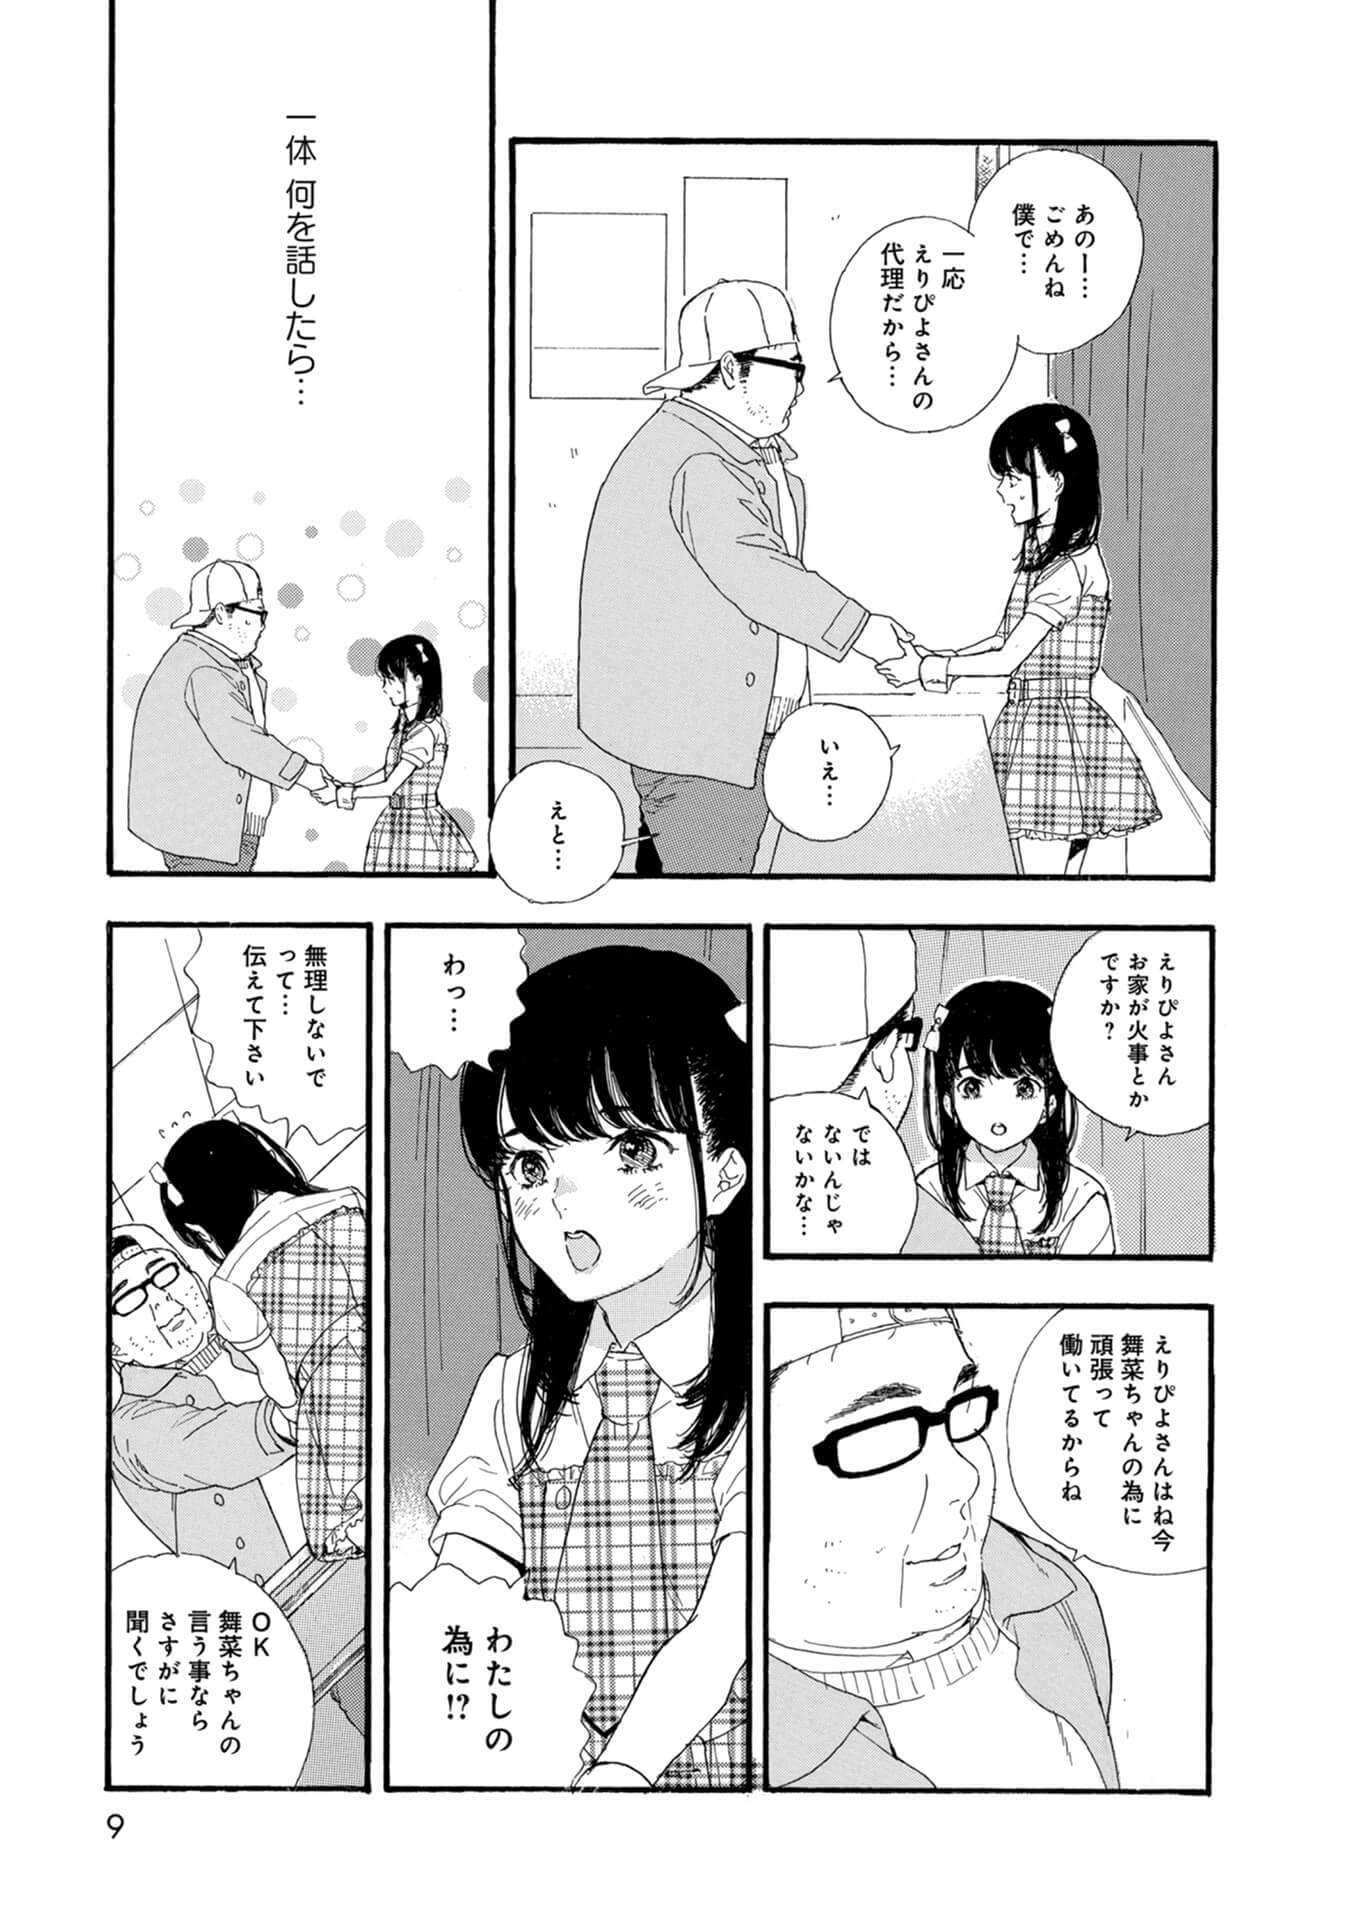 あのー…
ごめんね
僕で…
一応
えりぴよさんの
代理だから…
いえ…
えと…
一体 何を話したら…
えりぴよさん
お家が火事とか
ですか？
では
ないんじゃ
ないかな…
えりぴよさんはね今
舞菜ちゃんの為に
頑張って
働いてるからね
わっ…
わたしの
為に!?
無理しないで
って…
伝えて下さい
OK
舞菜ちゃんの
言う事なら
さすがに
聞くでしょう
9